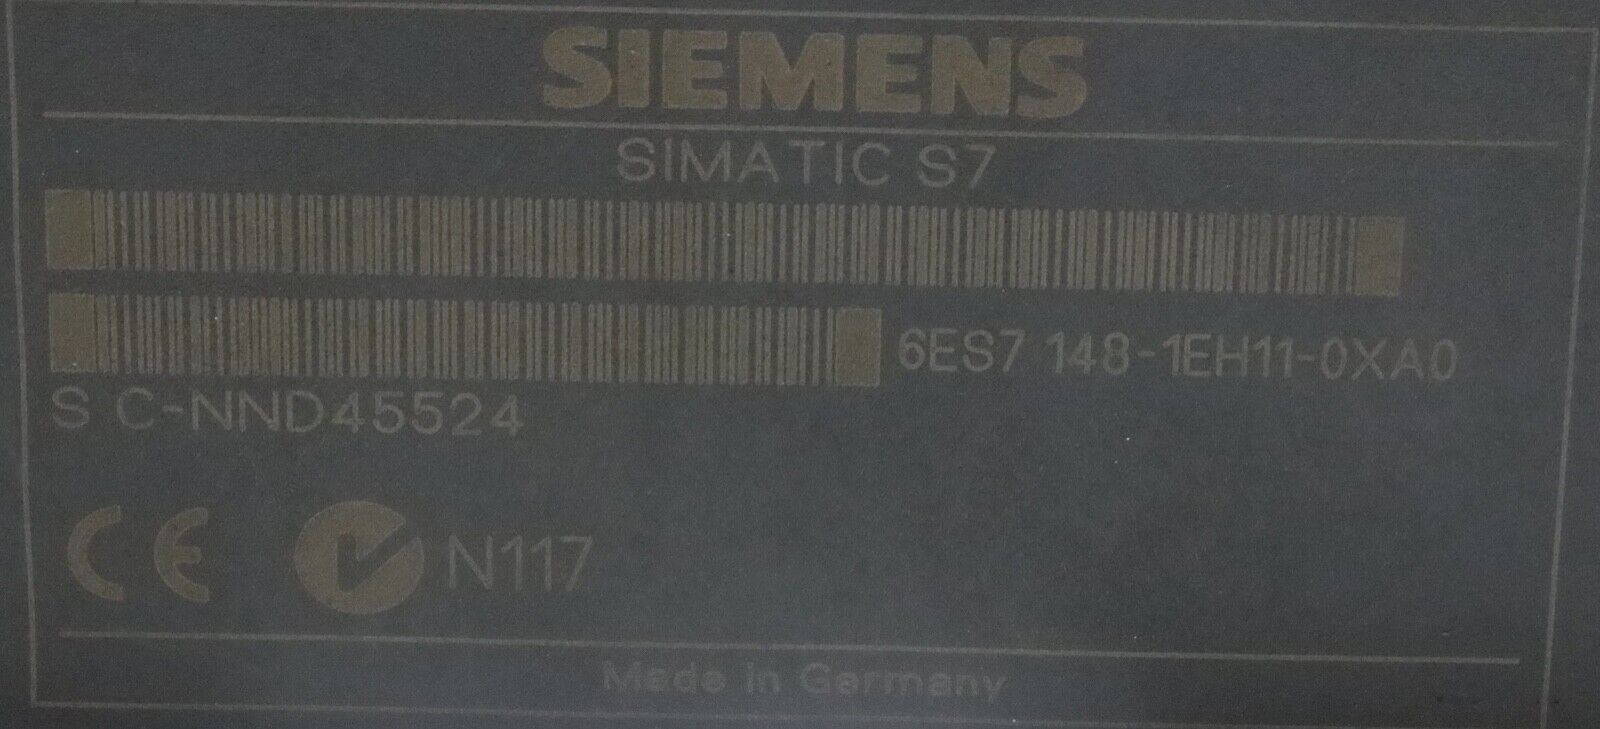 SIEMENS
SIMATIC S7
6ES7 148-1EH11-0XA0
S C-NND45524
CE N117
Made in Germany